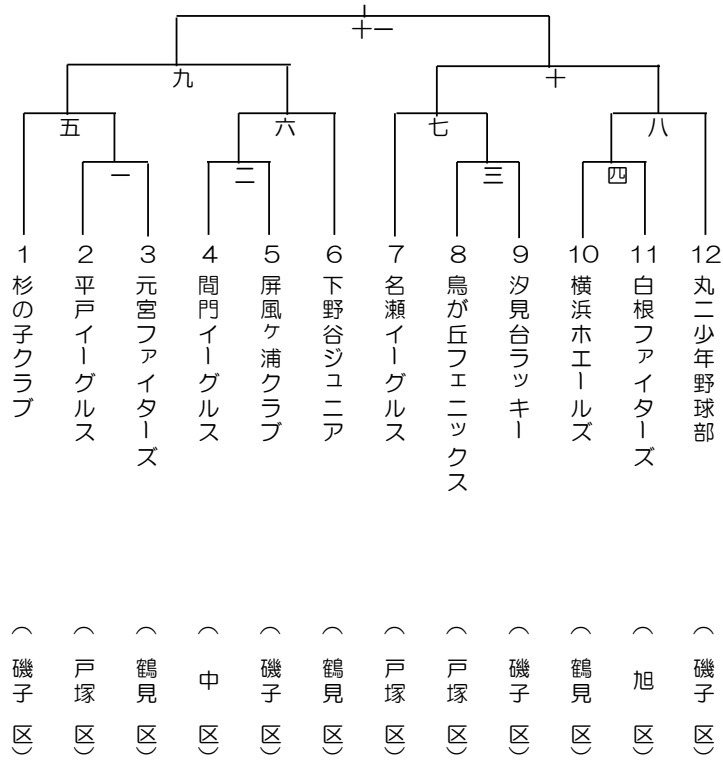 十一
九
十
五
六
七
八
一
二
三
四
1 杉の子クラブ （ 磯子 区）
2 平戸イーグルス （ 戸塚 区）
3 元宮ファイターズ （ 鶴見 区）
4 間門イーグルス （ 中 区）
5 屏風ヶ浦クラブ （ 磯子 区）
6 下野谷ジュニア （ 鶴見 区）
7 名瀬イーグルス （ 戸塚 区）
8 鳥が丘フェニックス （ 戸塚 区）
9 汐見台ラッキー （ 磯子 区）
10 横浜ホエールズ （ 鶴見 区）
11 白根ファイターズ （ 旭 区）
12 丸二少年野球部 （ 磯子 区）